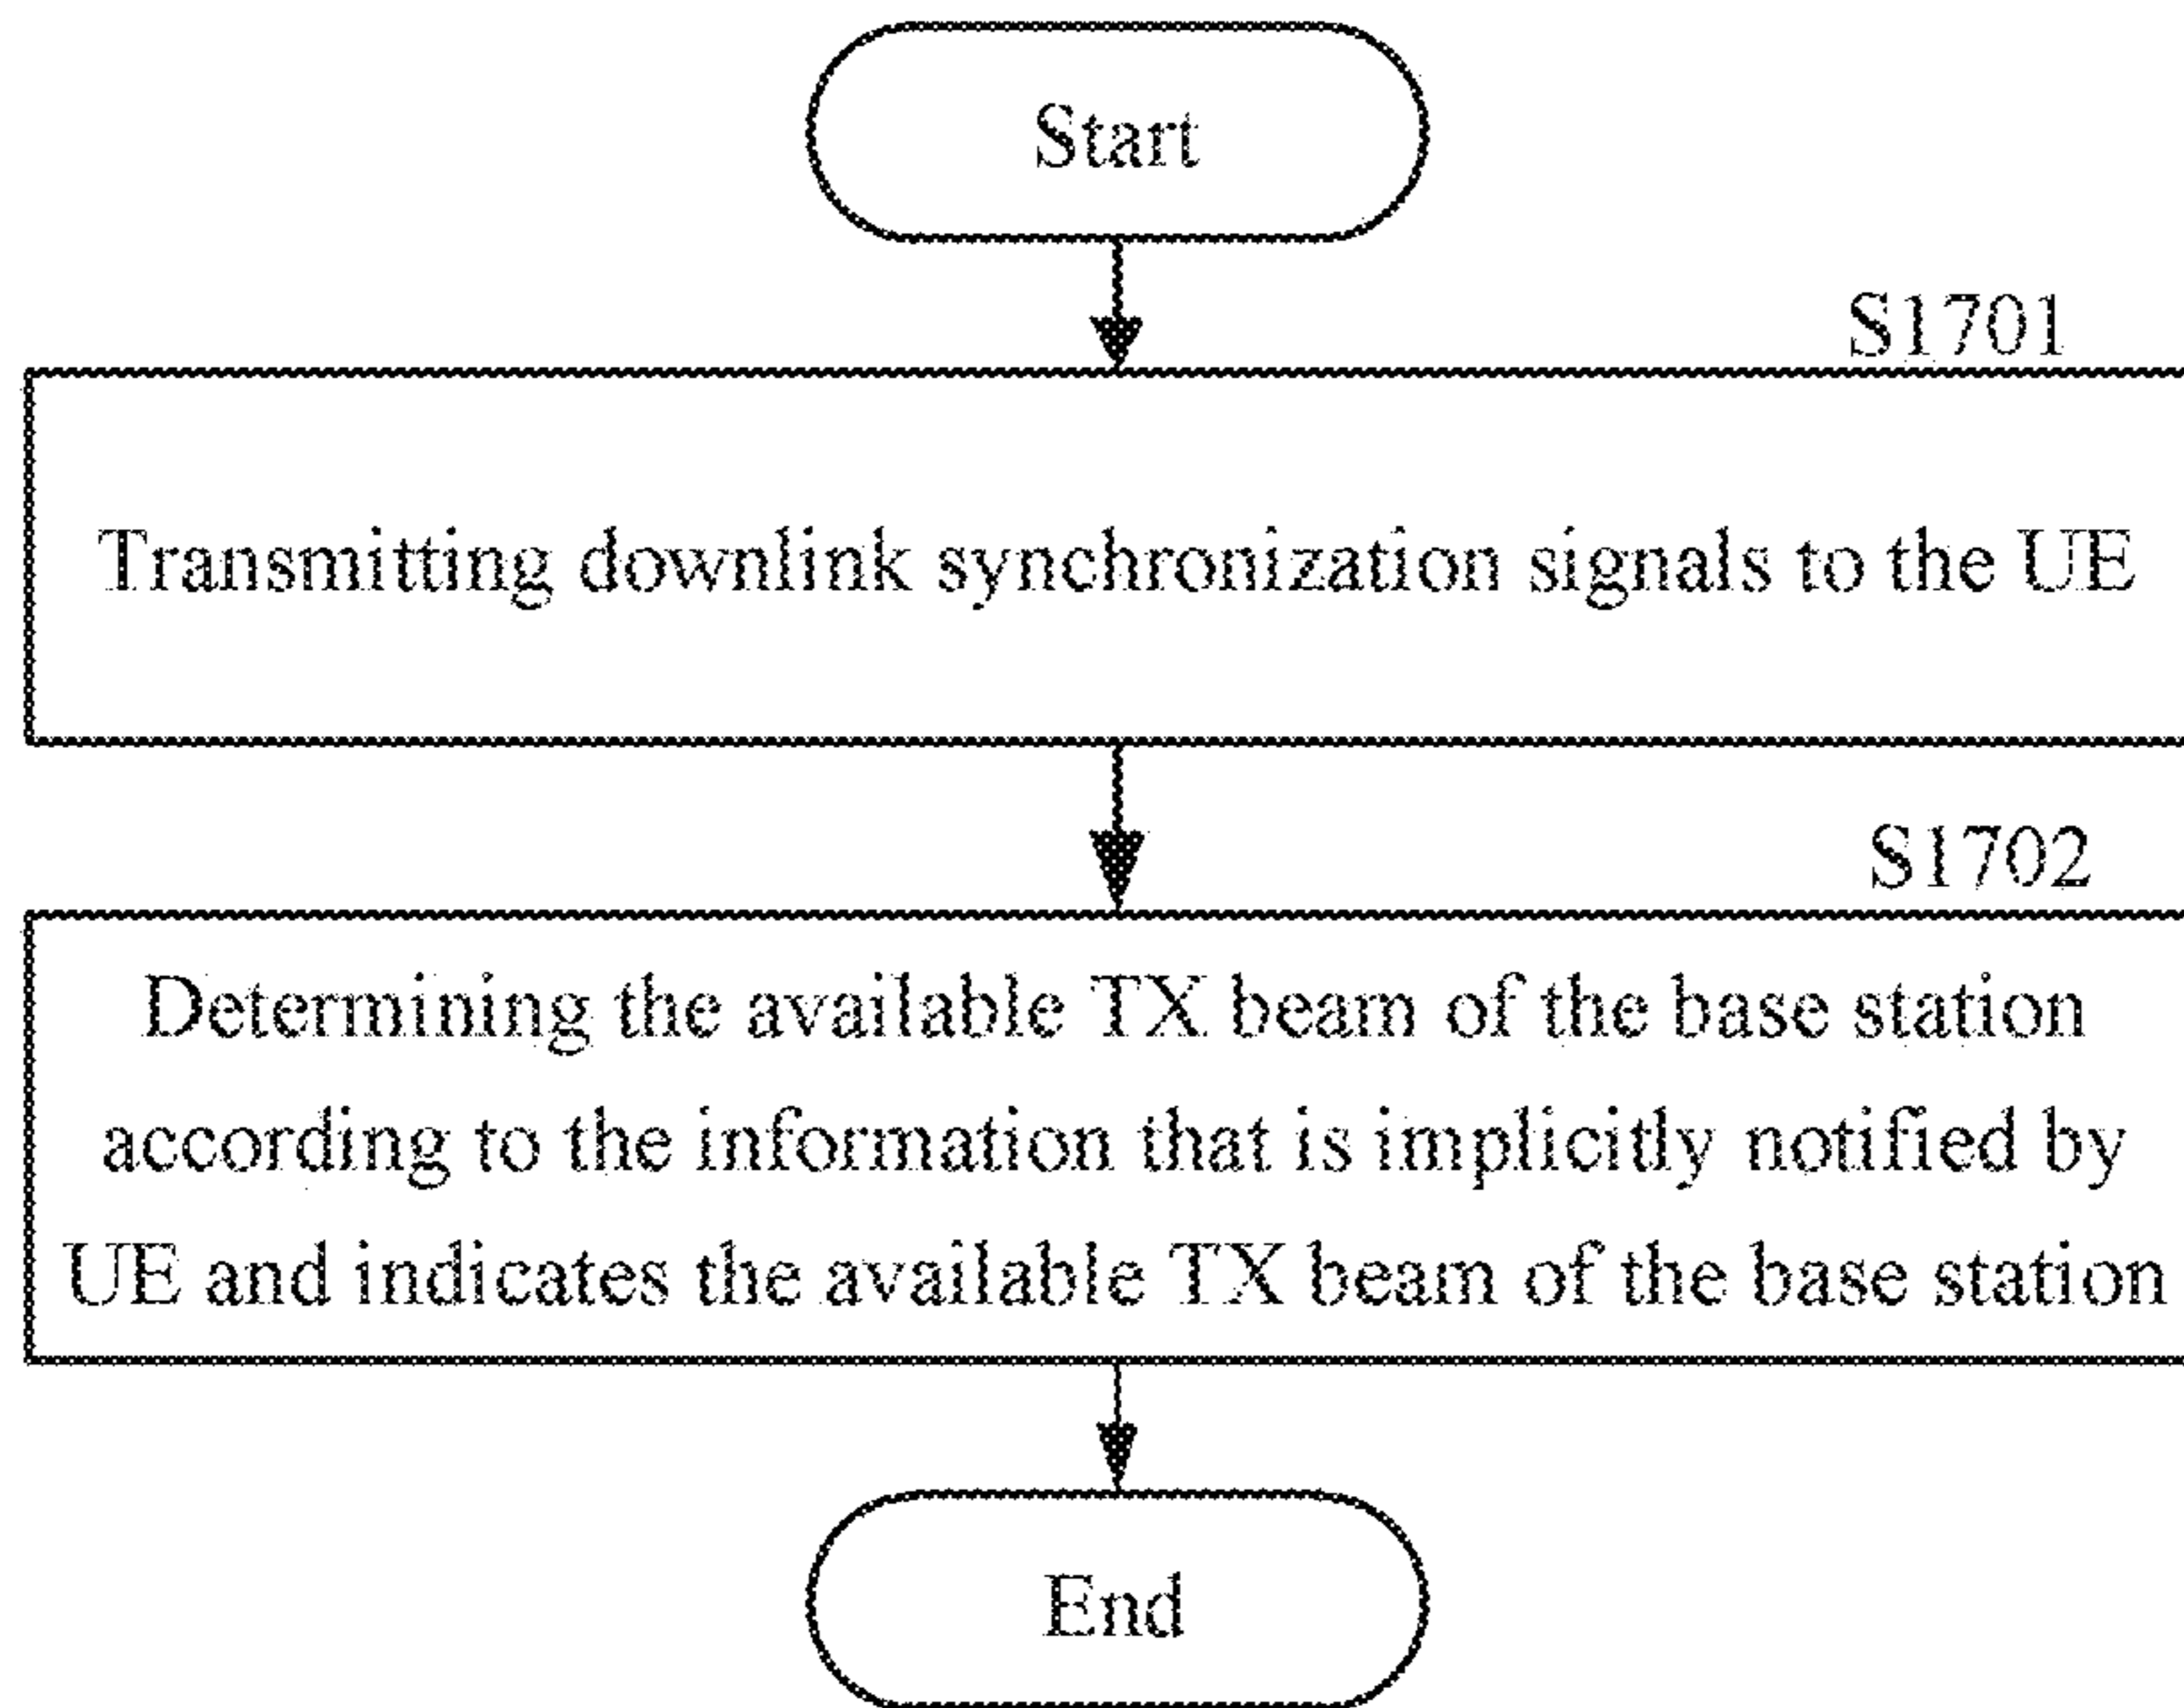 Start
S1701
Transmitting downlink synchronization signals to the UE
S1702
Determining the available TX beam of the base station
according to the information that is implicitly notified by
UE and indicates the available TX beam of the base station
End